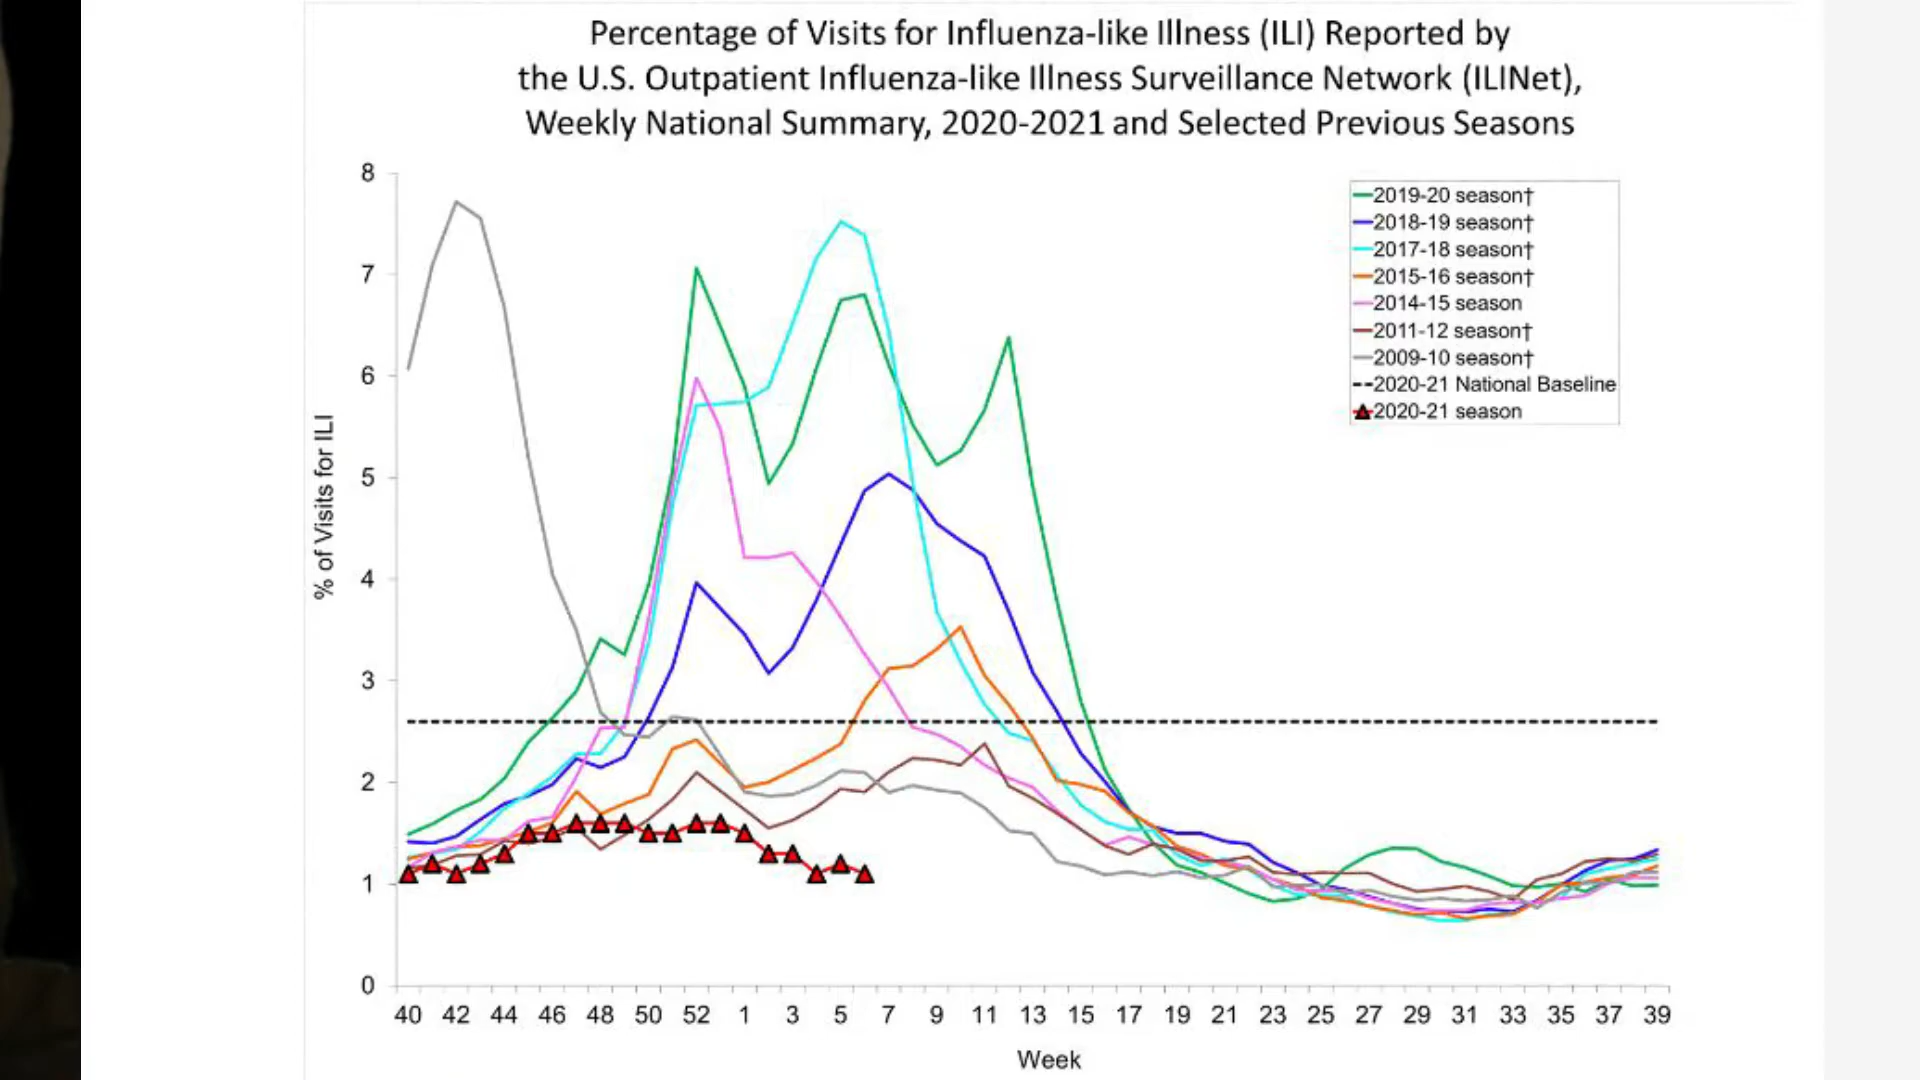 Percentage of Visits for Influenza-like Illness (ILI) Reported by
the U.S. Outpatient Influenza-like Illness Surveillance Network (ILINet),
Weekly National Summary, 2020-2021 and Selected Previous Seasons
8
7
6
5
4
3
2
1
0
% of Visits for ILI
2019-20 season†
2018-19 season†
2017-18 season†
2015-16 season†
2014-15 season
2011-12 season†
2009-10 season†
2020-21 National Baseline
2020-21 season
40 42 44 46 48 50 52 1 3 5 7 9 11 13 15 17 19 21 23 25 27 29 31 33 35 37 39
Week